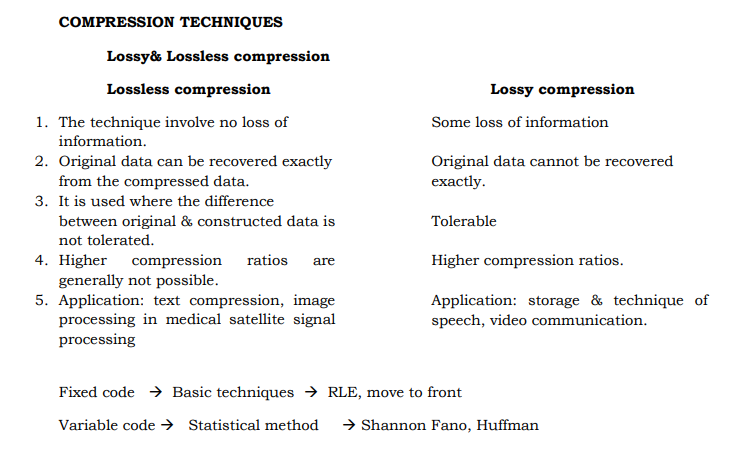 COMPRESSION TECHNIQUES
Lossy& Lossless compression
Lossless compression
Lossy compression
1. The technique involve no loss of
information.
Some loss of information
2. Original data can be recovered exactly
from the compressed data.
Original data cannot be recovered
exactly.
3. It is used where the difference
between original & constructed data is
not tolerated.
Tolerable
4. Higher compression ratios are
generally not possible.
Higher compression ratios.
5. Application: text compression, image
processing in medical satellite signal
processing
Application: storage & technique of
speech, video communication.
Fixed code → Basic techniques → RLE, move to front
Variable code → Statistical method → Shannon Fano, Huffman